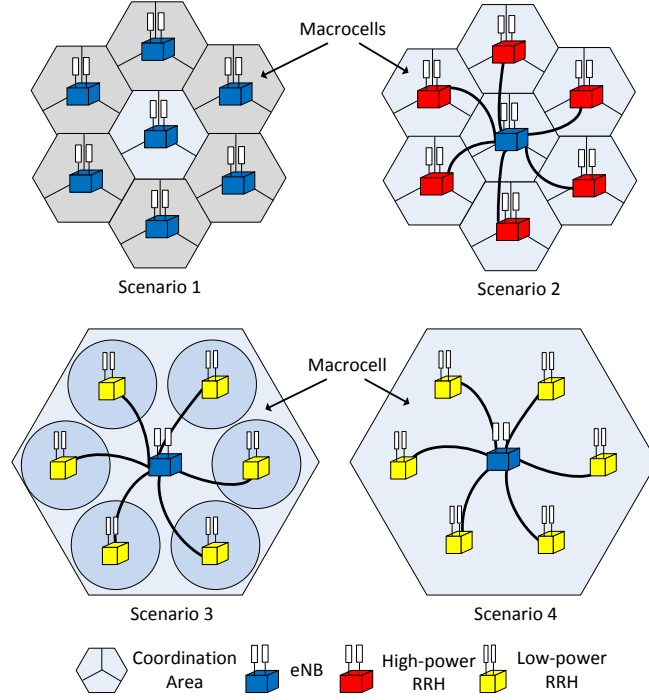 Macrocells
Scenario 1
Scenario 2
Macrocell
Scenario 3
Scenario 4
Coordination
Area
eNB
High-power
RRH
Low-power
RRH